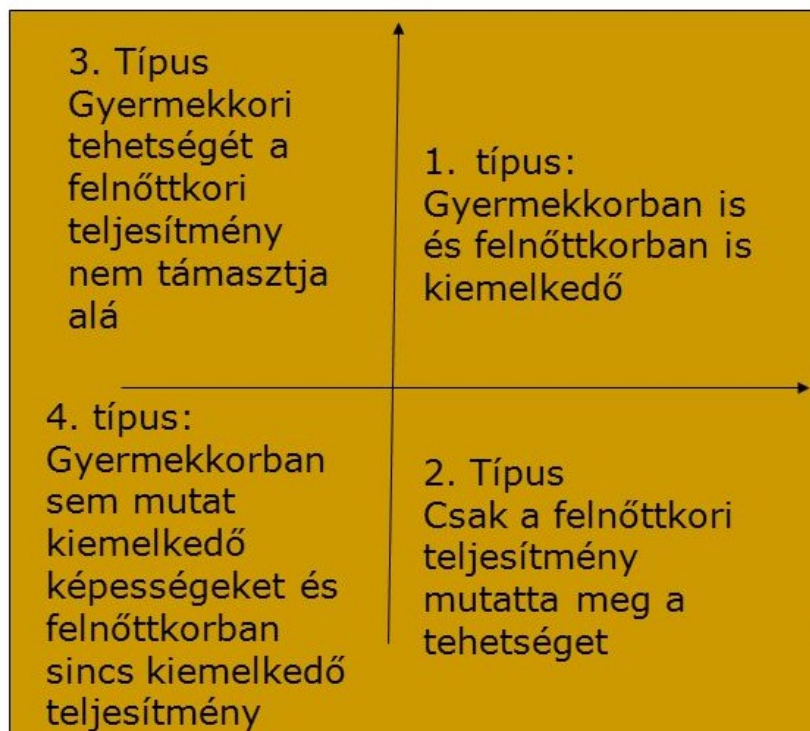 3. Típus
Gyermekkori
tehetségét a
felnőttkori
teljesítmény
nem támasztja
alá
1. típus:
Gyermekkorban is
és felnőttkorban is
kiemelkedő
4. típus:
Gyermekkorban
sem mutat
kiemelkedő
képességeket és
felnőttkorban
sincs kiemelkedő
teljesítmény
2. Típus
Csak a felnőttkori
teljesítmény
mutatta meg a
tehetséget